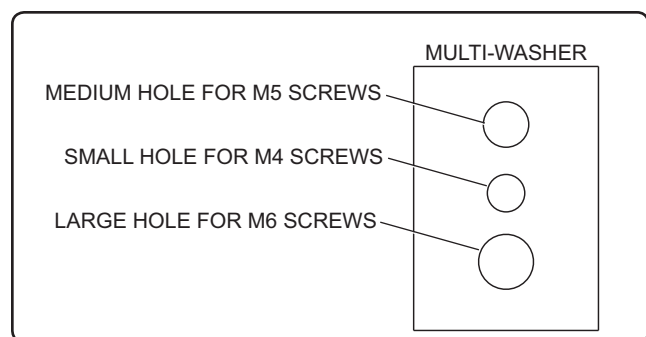 MULTI-WASHER
MEDIUM HOLE FOR M5 SCREWS
SMALL HOLE FOR M4 SCREWS
LARGE HOLE FOR M6 SCREWS